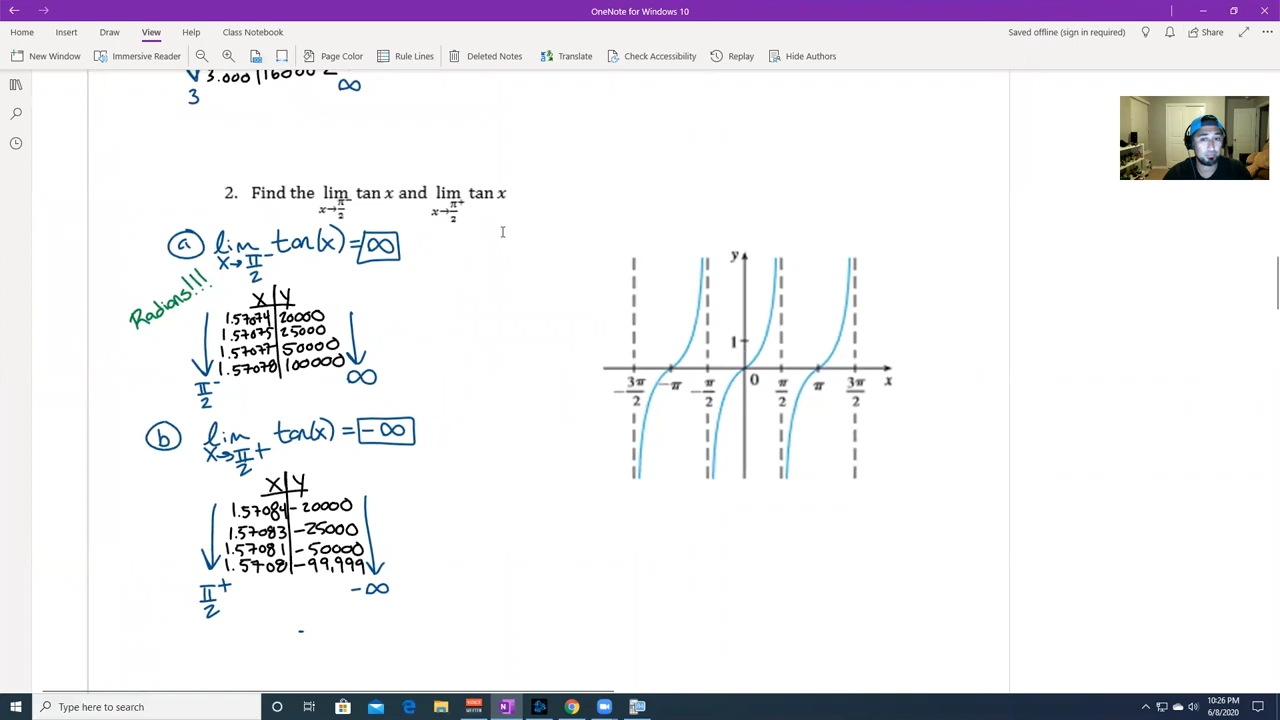 OneNote for Windows 10
Home Insert Draw View Help Class Notebook
Saved offline (sign in required) Share
New Window Immersive Reader Page Color Rule Lines Deleted Notes Translate Check Accessibility Replay Hide Authors
3.000
∞
3
2. Find the lim tan x and lim tan x
x→π/2⁻ x→π/2⁺
a lim tan(x) = ∞
x→π/2⁻
Radians!!!
x | y
1.57074 | 20000
1.57075 | 25000
1.57077 | 50000
1.57078 | 100000
π/2⁻ ∞
b lim tan(x) = -∞
x→π/2⁺
x | y
1.57084 | -20000
1.57083 | -25000
1.57081 | -50000
1.5708 | -99,999
π/2⁺ -∞
y
1
-3π/2 -π -π/2 0 π/2 π 3π/2 x
Type here to search
10:26 PM
6/8/2020